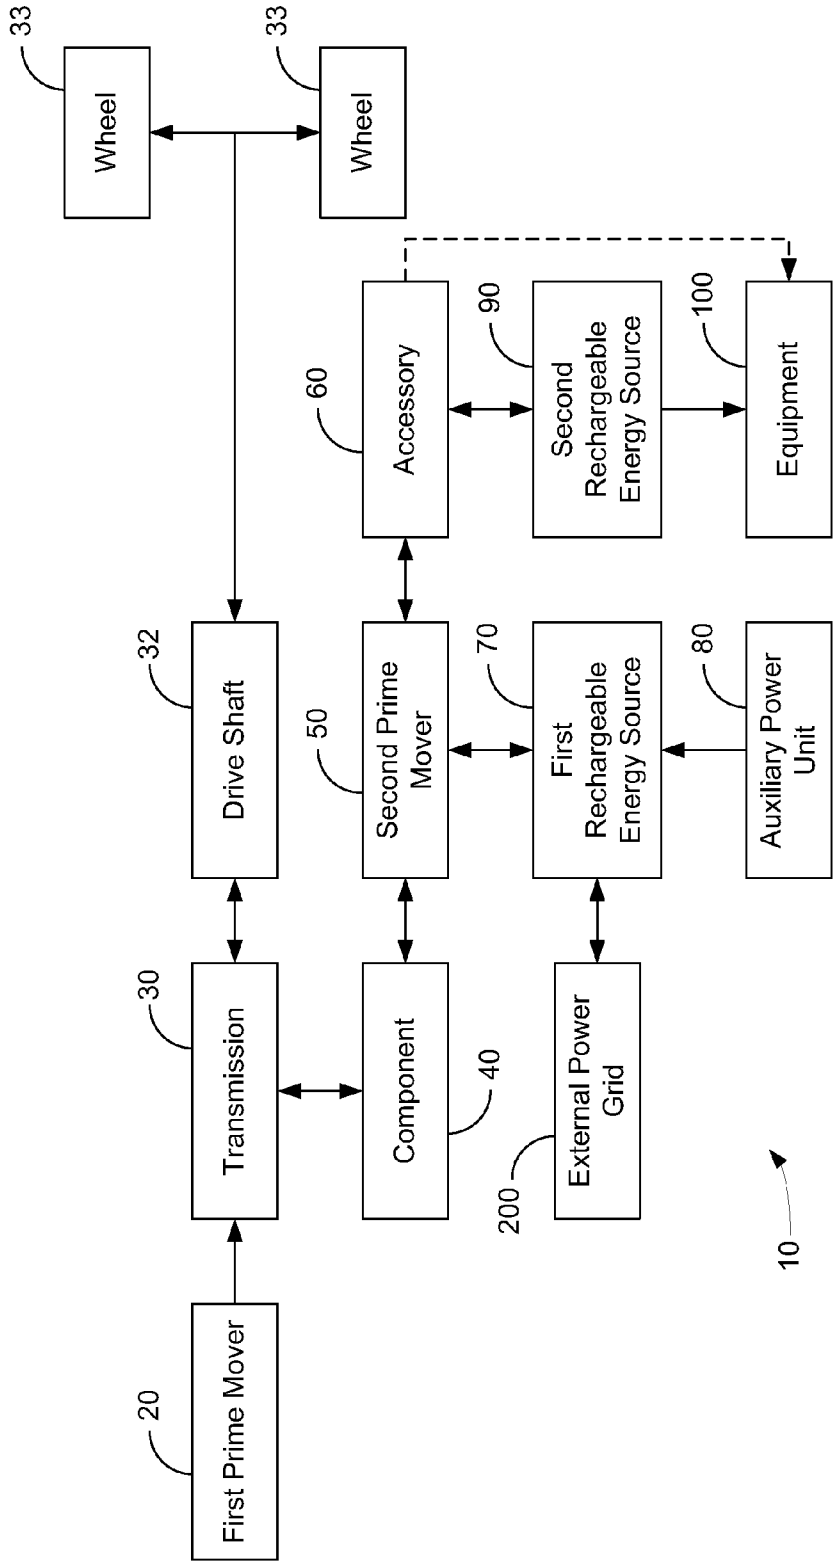 33
Wheel
33
Wheel
32
Drive Shaft
30
Transmission
20
First Prime Mover
60
Accessory
50
Second Prime
Mover
Component
40
90
Second
Rechargeable
Energy Source
70
First
Rechargeable
Energy Source
200
External Power
Grid
100
Equipment
80
Auxiliary Power
Unit
10